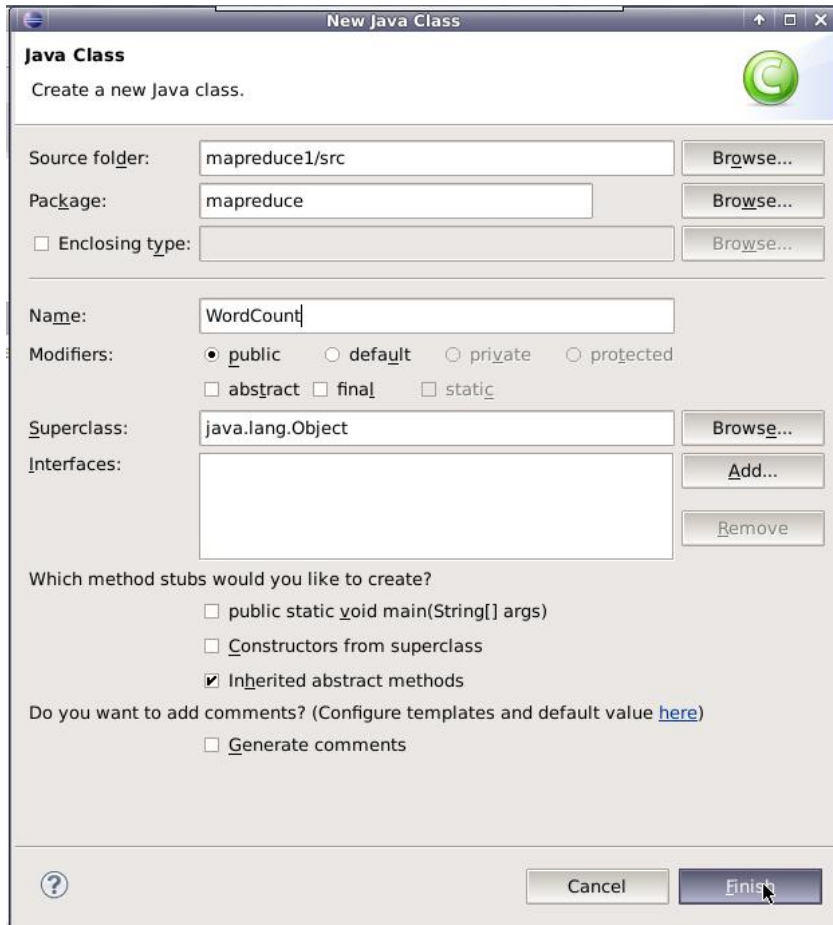 New Java Class
Java Class
Create a new Java class.
Source folder: mapreduce1/src Browse...
Package: mapreduce Browse...
Enclosing type: Browse...
Name: WordCount
Modifiers: public default private protected
abstract final static
Superclass: java.lang.Object Browse...
Interfaces: Add...
Remove
Which method stubs would you like to create?
public static void main(String[] args)
Constructors from superclass
Inherited abstract methods
Do you want to add comments? (Configure templates and default value here)
Generate comments
? Cancel Finish